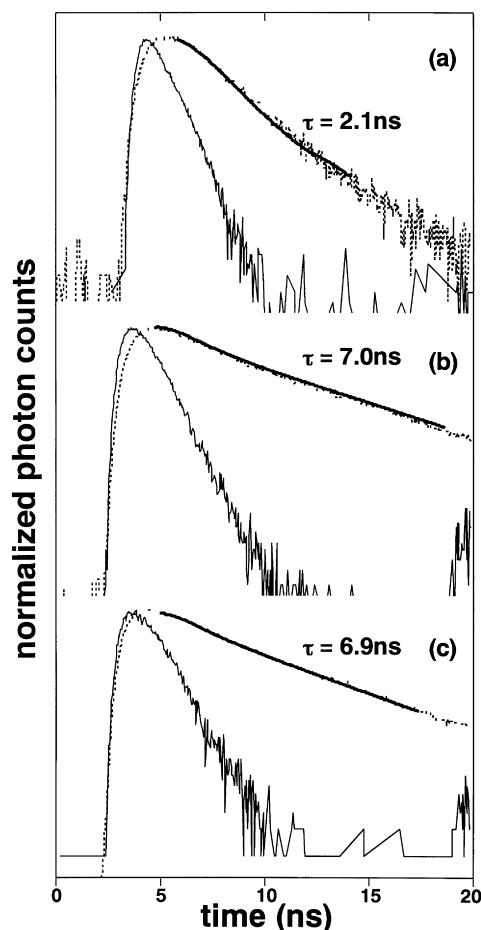 (a)
τ = 2.1ns
τ = 7.0ns (b)
τ = 6.9ns (c)
normalized photon counts
0 5 10 15 20
time (ns)